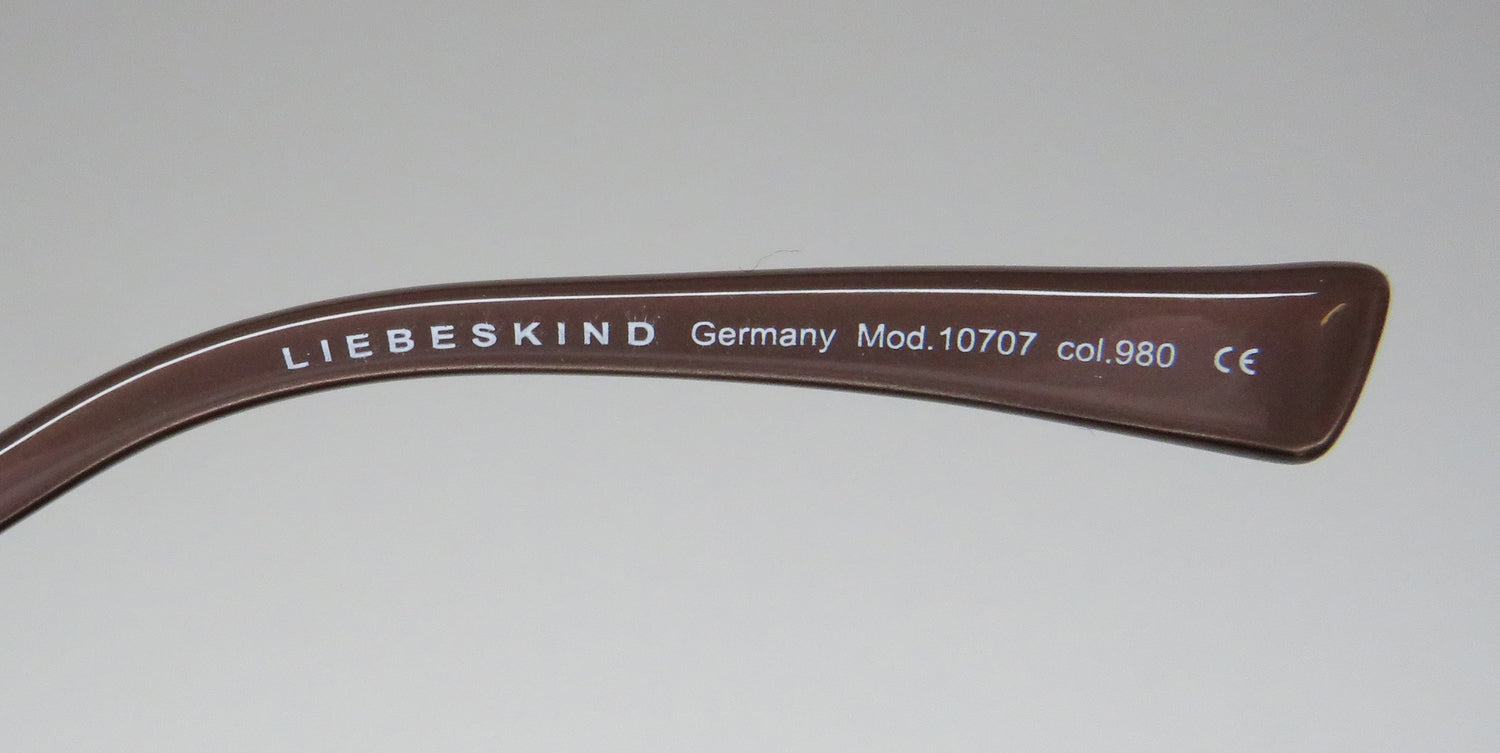 LIEBESKIND Germany Mod.10707 col.980 CE